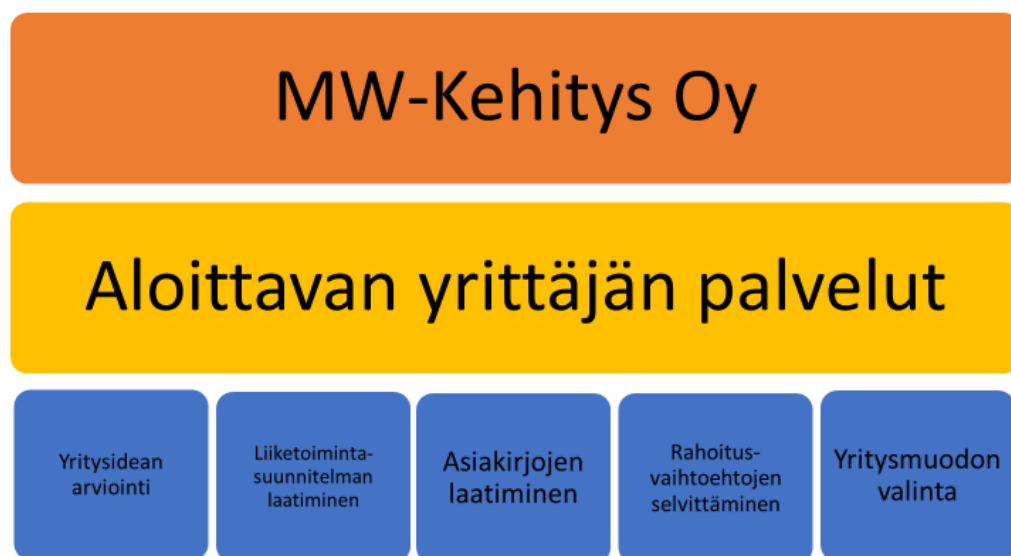 MW-Kehitys Oy
Aloittavan yrittäjän palvelut
Yritysidean
arviointi
Liiketoiminta-
suunnitelman
laatiminen
Asiakirjojen
laatiminen
Rahoitus-
vaihtoehtojen
selvittäminen
Yritysmuodon
valinta